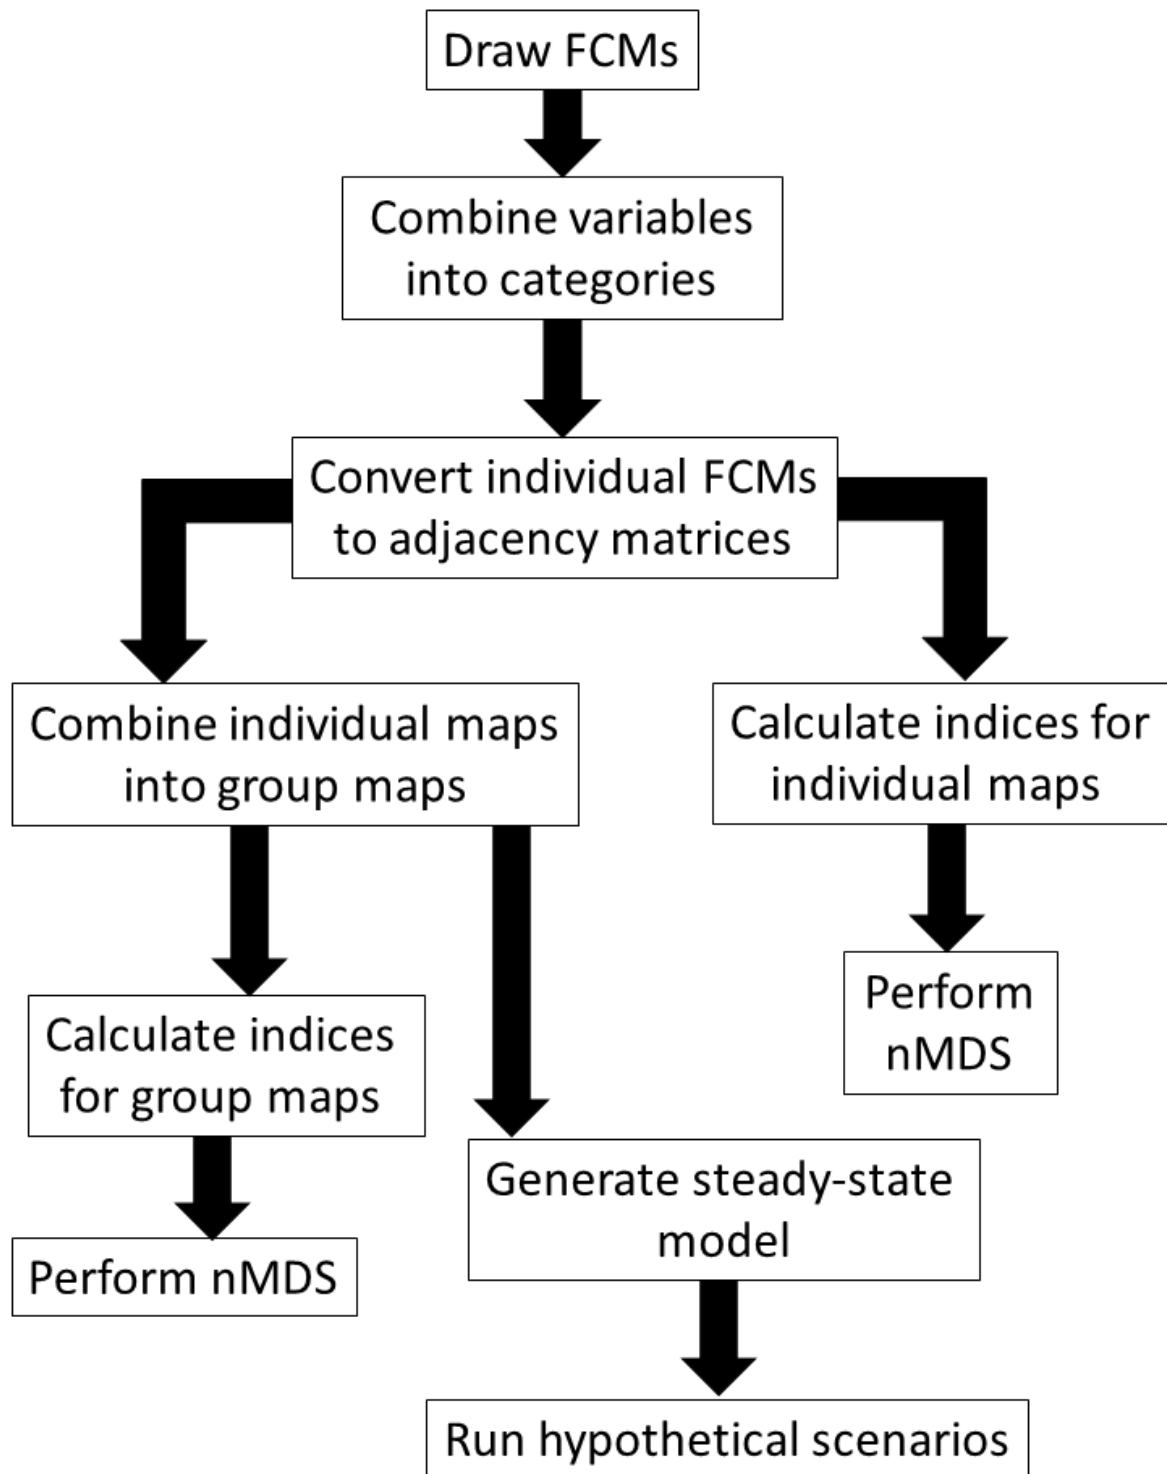 Draw FCMs
Combine variables
into categories
Convert individual FCMs
to adjacency matrices
Combine individual maps
into group maps
Calculate indices for
individual maps
Perform
nMDS
Calculate indices
for group maps
Generate steady-state
model
Perform nMDS
Run hypothetical scenarios